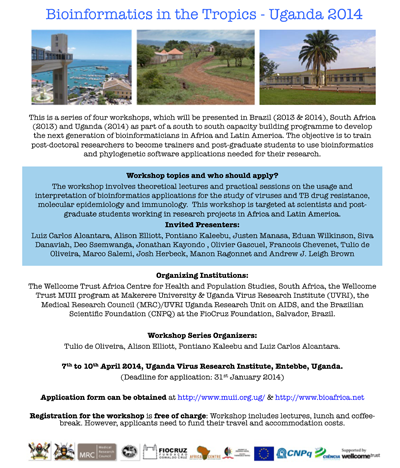 Bioinformatics in the Tropics - Uganda 2014
This is a series of four workshops, which will be presented in Brazil (2013 & 2014), South Africa
(2013) and Uganda (2014) as part of a south to south capacity building programme to develop
the next generation of bioinformaticians in Africa and Latin America. The objective is to train
post-doctoral researchers to become trainers and post-graduate students to use bioinformatics
and phylogenetic software applications needed for their research.
Workshop topics and who should apply?
The workshop involves theoretical lectures and practical sessions on the usage and
interpretation of bioinformatics applications for the study of viruses and TB drug resistance,
molecular epidemiology and immunology. This workshop is targeted at scientists and post-
graduate students working in research projects in Africa and Latin America.
Invited Presenters:
Luiz Carlos Alcantara, Alison Elliott, Pontiano Kaleebu, Justen Manasa, Eduan Wilkinson, Siva
Danaviah, Deo Ssemwanga, Jonathan Kayondo , Olivier Gascuel, Francois Chevenet, Tulio de
Oliveira, Marco Salemi, Josh Herbeck, Manon Ragonnet and Andrew J. Leigh Brown
Organizing Institutions:
The Wellcome Trust Africa Centre for Health and Population Studies, South Africa, the Wellcome
Trust MUII program at Makerere University & Uganda Virus Research Institute (UVRI), the
Medical Research Council (MRC)/UVRI Uganda Research Unit on AIDS, and the Brazilian
Scientific Foundation (CNPQ) at the FioCruz Foundation, Salvador, Brazil.
Workshop Series Organizers:
Tulio de Oliveira, Alison Elliott, Pontiano Kaleebu and Luiz Carlos Alcantara.
7th to 10th April 2014, Uganda Virus Research Institute, Entebbe, Uganda.
(Deadline for application: 31st January 2014)
Application form can be obtained at http://www.muii.org.ug/ & http://www.bioafrica.net
Registration for the workshop is free of charge: Workshop includes lectures, lunch and coffee-
break. However, applicants need to fund their travel and accommodation costs.
MRC
FIOCRUZ
AFRICA CENTRE
CNPq
CIÊNCIA
Supported by wellcometrust